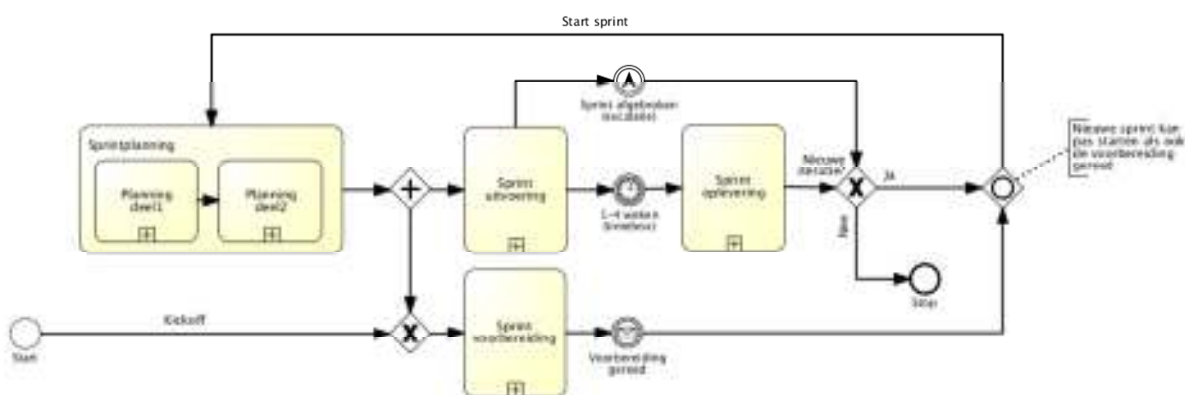 Start sprint
Sprintplanning
Planning
deel1
Planning
deel2
Sprint
uitvoering
Sprint afgebroken
(escalatie)
1-4 weken
(timebox)
Sprint
oplevering
Nieuwe
iteratie?
Ja
Nee
Stop
Nieuwe sprint kan
pas starten als ook
de voorbereiding
gereed
Kickoff
Start
Sprint
voorbereiding
Voorbereiding
gereed